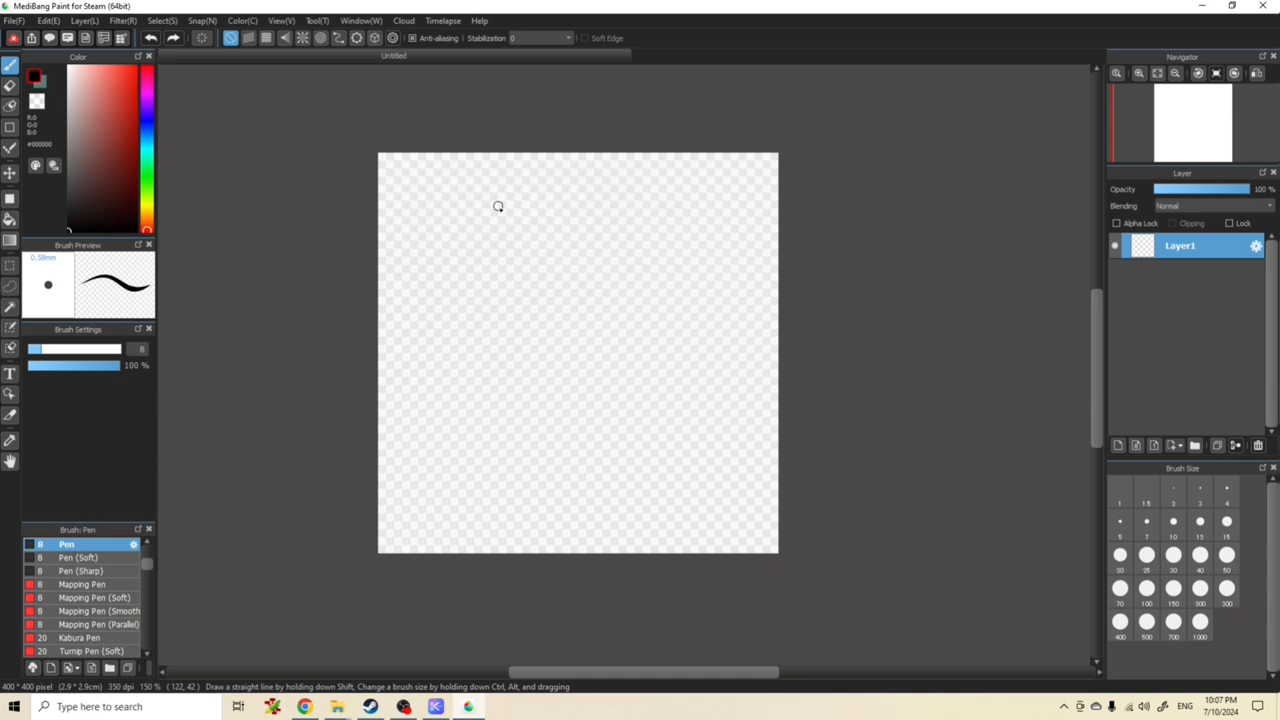 MediBang Paint for Steam (64bit)
File(F) Edit(E) Layer(L) Filter(R) Select(S) Snap(N) Color(C) View(V) Tool(T) Window(W) Cloud Timelapse Help
Anti-aliasing Stabilization 0 Soft Edge
Color
Untitled
Navigator
R:0
G:0
B:0
#000000
Layer
Opacity 100 %
Blending Normal
Alpha Lock Clipping Lock
Layer1
Brush Preview
0.58mm
Brush Settings
8
100 %
Brush Size
1 1.5 2 3 4
5 7 10 12 15
20 25 30 40 50
70 100 150 200 300
400 500 700 1000
Brush: Pen
8 Pen
8 Pen (Soft)
8 Pen (Sharp)
8 Mapping Pen
8 Mapping Pen (Soft)
8 Mapping Pen (Smooth
8 Mapping Pen (Parallel)
20 Kabura Pen
20 Turnip Pen (Soft)
400 * 400 pixel (2.9 * 2.9cm) 350 dpi 150 % ( 122, 42 ) Draw a straight line by holding down Shift, Change a brush size by holding down Ctrl, Alt, and dragging
Type here to search
ENG
10:07 PM
7/10/2024